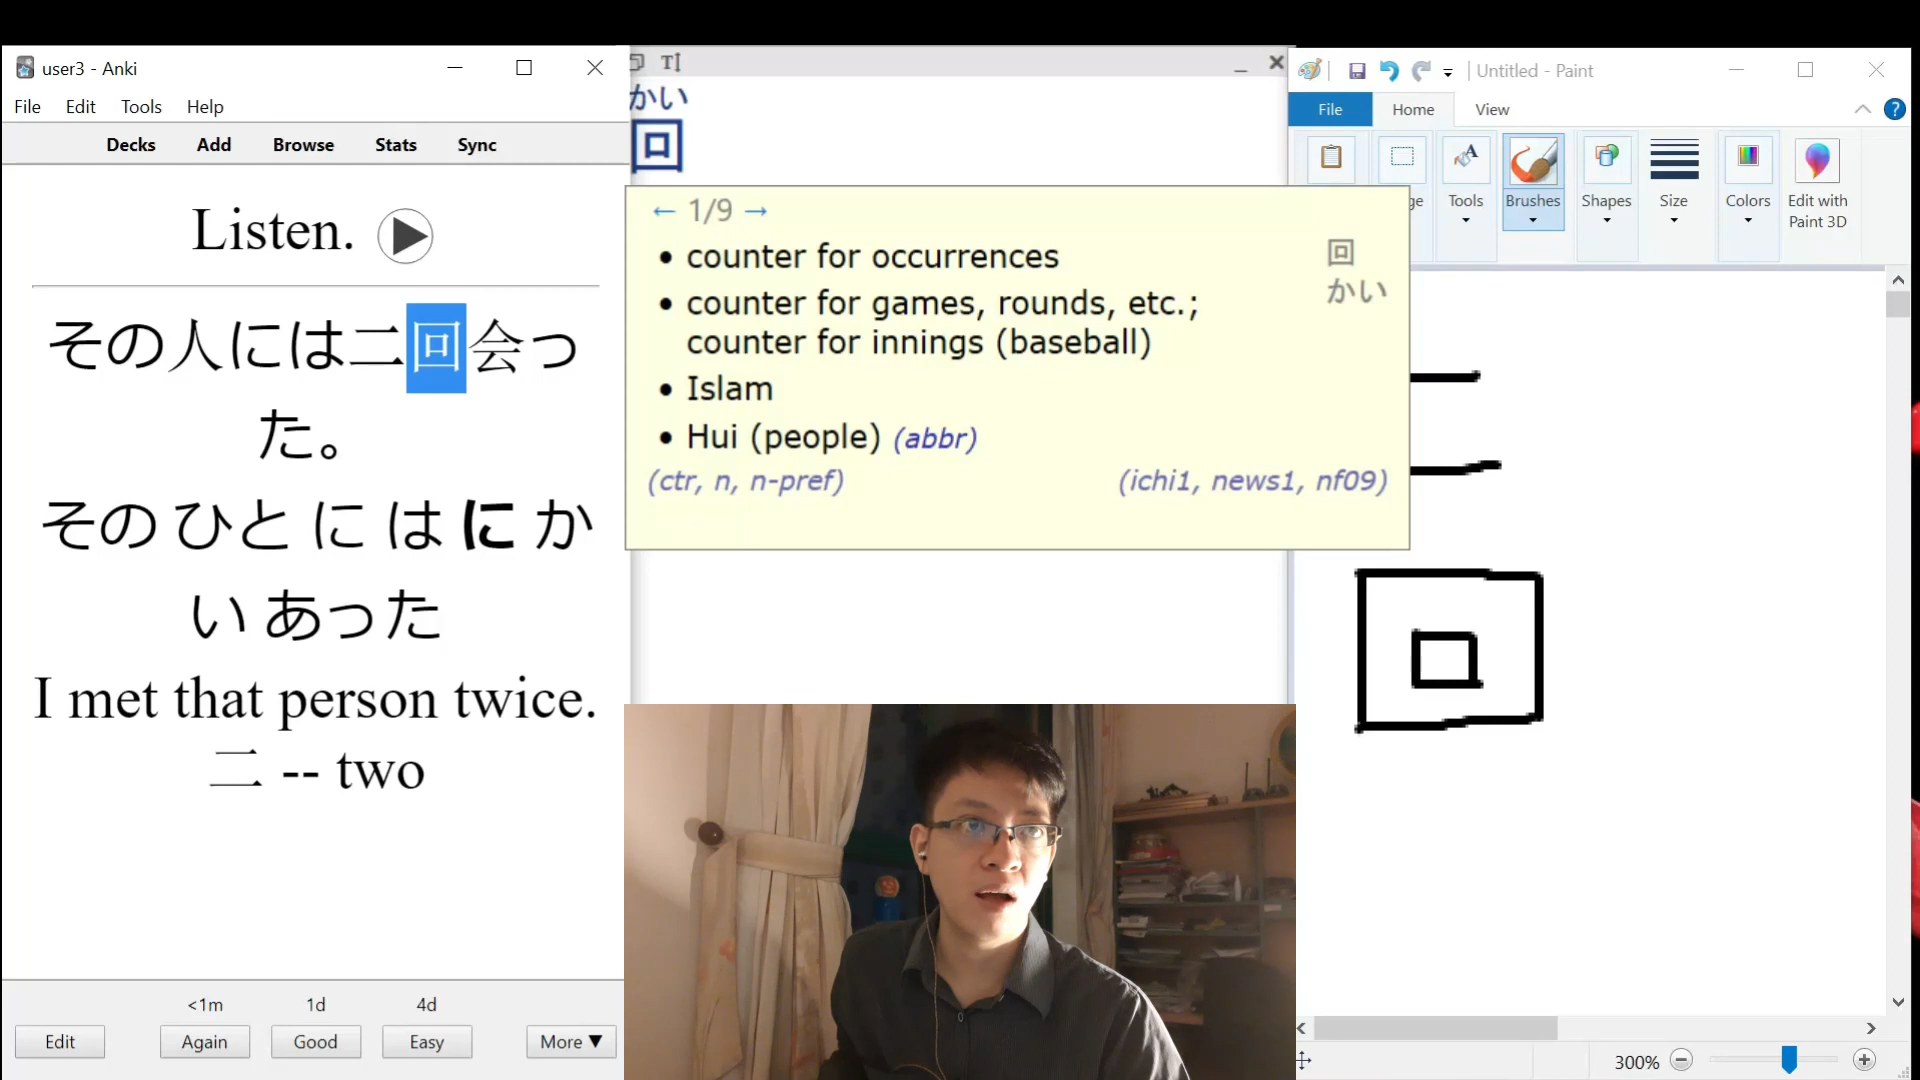 user3 - Anki
File Edit Tools Help
Decks Add Browse Stats Sync
Listen.
その人には二回会っ
た。
その ひと に は に か
い あった
I met that person twice.
二 -- two
<1m 1d 4d
Edit Again Good Easy More ▼
かい
回
← 1/9 →
• counter for occurrences
• counter for games, rounds, etc.;
counter for innings (baseball)
• Islam
• Hui (people) (abbr)
(ctr, n, n-pref) (ichi1, news1, nf09)
回
かい
Untitled - Paint
File Home View
ge Tools Brushes Shapes Size Colors Edit with
Paint 3D
二
回
300%